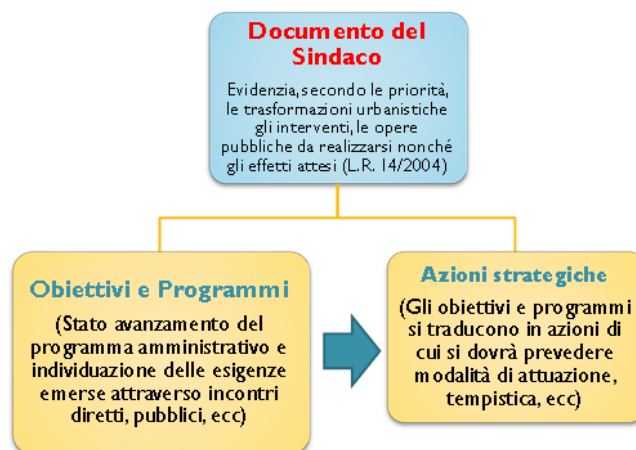 Documento del
Sindaco
Evidenzia, secondo le priorità,
le trasformazioni urbanistiche
gli interventi, le opere
pubbliche da realizzarsi nonché
gli effetti attesi (L.R. 14/2004)
Obiettivi e Programmi
(Stato avanzamento del
programma amministrativo e
individuazione delle esigenze
emerse attraverso incontri
diretti, pubblici, ecc)
Azioni strategiche
(Gli obiettivi e programmi
si traducono in azioni di
cui si dovrà prevedere
modalità di attuazione,
tempistica, ecc)